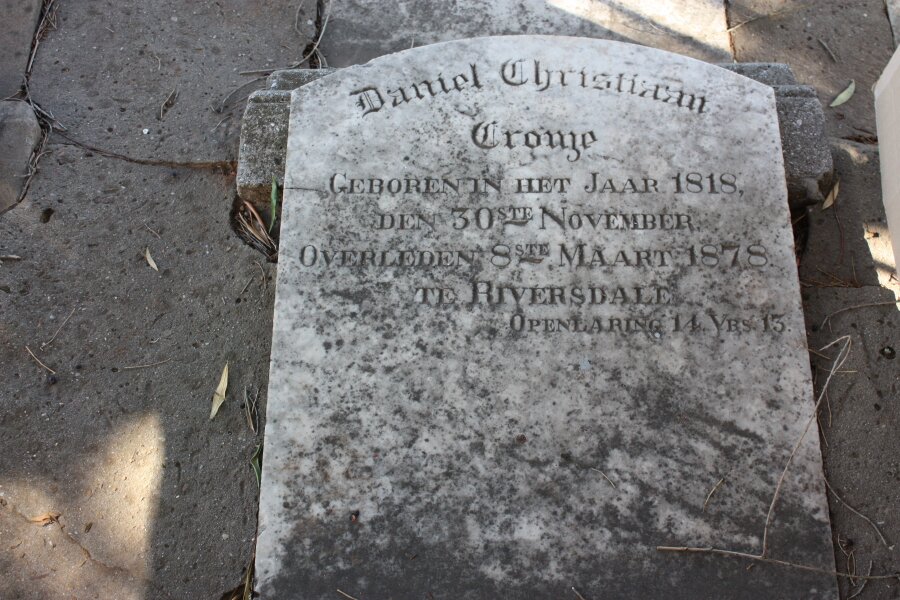 Daniel Christiaan
Cronje
GEBOREN IN HET JAAR 1818,
DEN 30STE NOVEMBER
OVERLEDEN 8STE MAART 1878
TE RIVERSDALE
OPENLARING 14. VRS. 13.